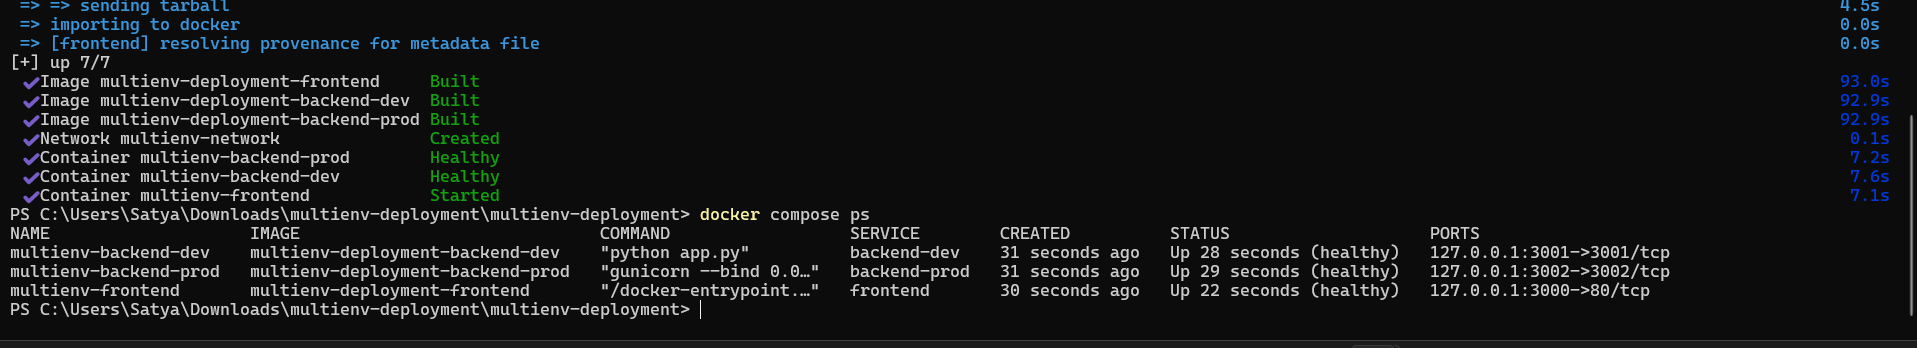 => => sending tarball 4.5s
=> importing to docker 0.0s
=> [frontend] resolving provenance for metadata file 0.0s
[+] up 7/7
✔Image multienv-deployment-frontend Built 93.0s
✔Image multienv-deployment-backend-dev Built 92.9s
✔Image multienv-deployment-backend-prod Built 92.9s
✔Network multienv-network Created 0.1s
✔Container multienv-backend-prod Healthy 7.2s
✔Container multienv-backend-dev Healthy 7.6s
✔Container multienv-frontend Started 7.1s
PS C:\Users\Satya\Downloads\multienv-deployment\multienv-deployment> docker compose ps
NAME IMAGE COMMAND SERVICE CREATED STATUS PORTS
multienv-backend-dev multienv-deployment-backend-dev "python app.py" backend-dev 31 seconds ago Up 28 seconds (healthy) 127.0.0.1:3001->3001/tcp
multienv-backend-prod multienv-deployment-backend-prod "gunicorn --bind 0.0…" backend-prod 31 seconds ago Up 29 seconds (healthy) 127.0.0.1:3002->3002/tcp
multienv-frontend multienv-deployment-frontend "/docker-entrypoint.…" frontend 30 seconds ago Up 22 seconds (healthy) 127.0.0.1:3000->80/tcp
PS C:\Users\Satya\Downloads\multienv-deployment\multienv-deployment>